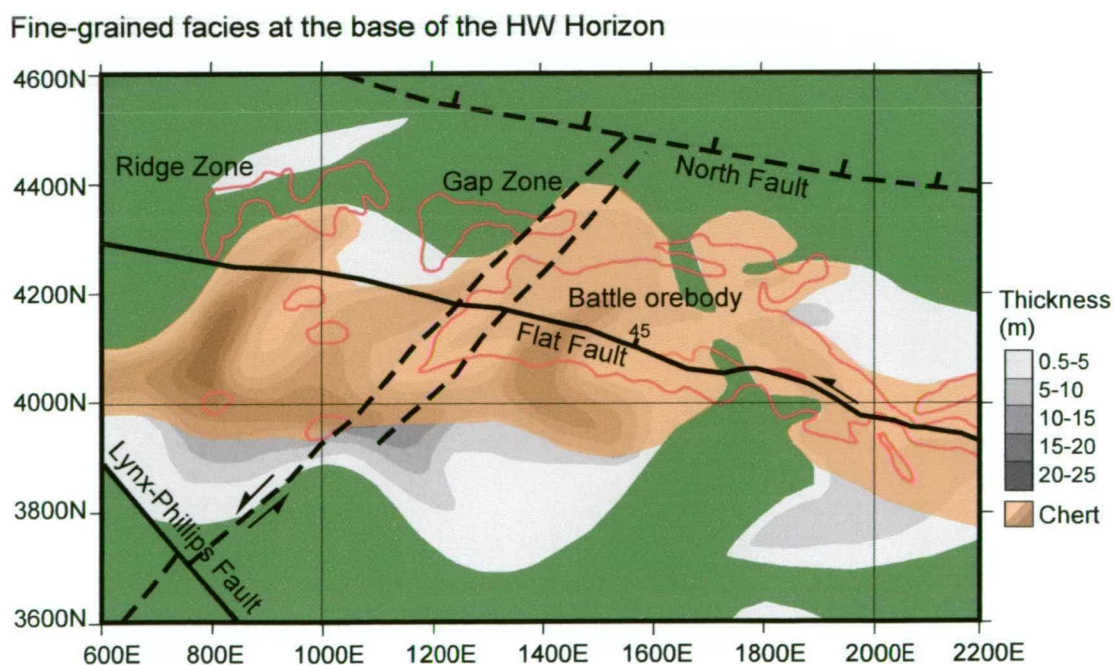 Fine-grained facies at the base of the HW Horizon
4600N
4400N
4200N
4000N
3800N
3600N
Ridge Zone
Gap Zone
North Fault
Battle orebody
45
Flat Fault
Lynx-Phillips Fault
600E
800E
1000E
1200E
1400E
1600E
1800E
2000E
2200E
Thickness
(m)
0.5-5
5-10
10-15
15-20
20-25
Chert